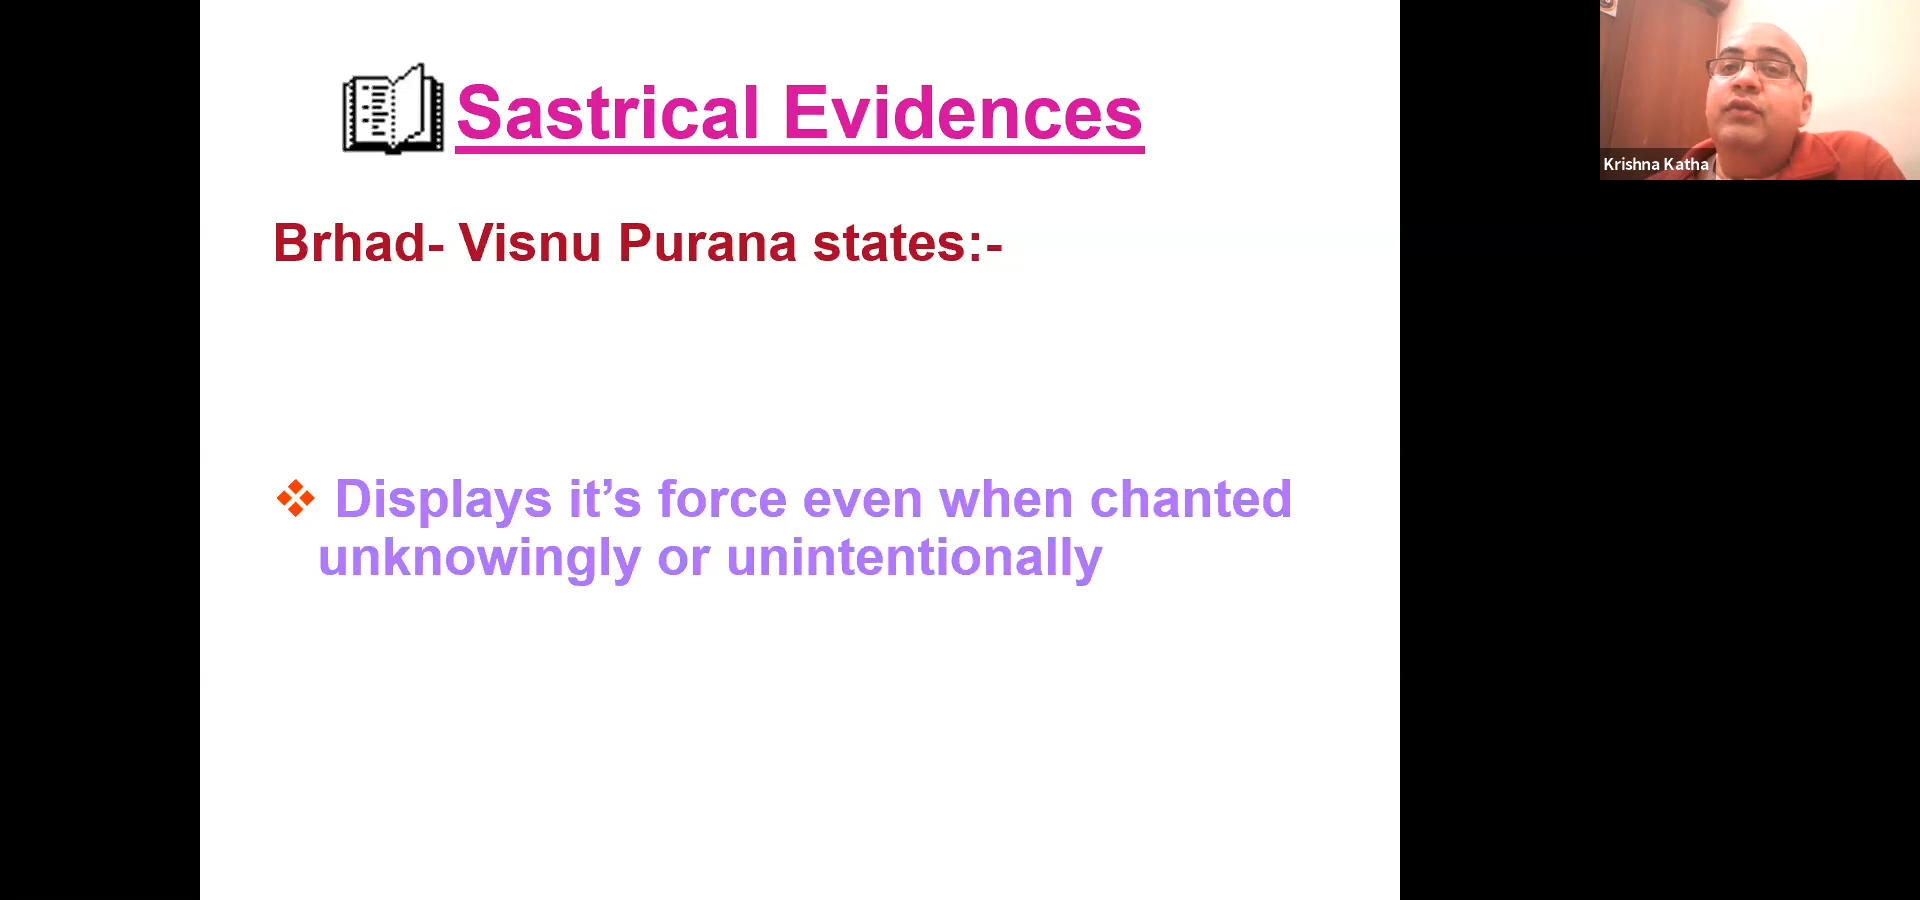 Sastrical Evidences
Brhad- Visnu Purana states:-
Displays it’s force even when chanted
unknowingly or unintentionally
Krishna Katha